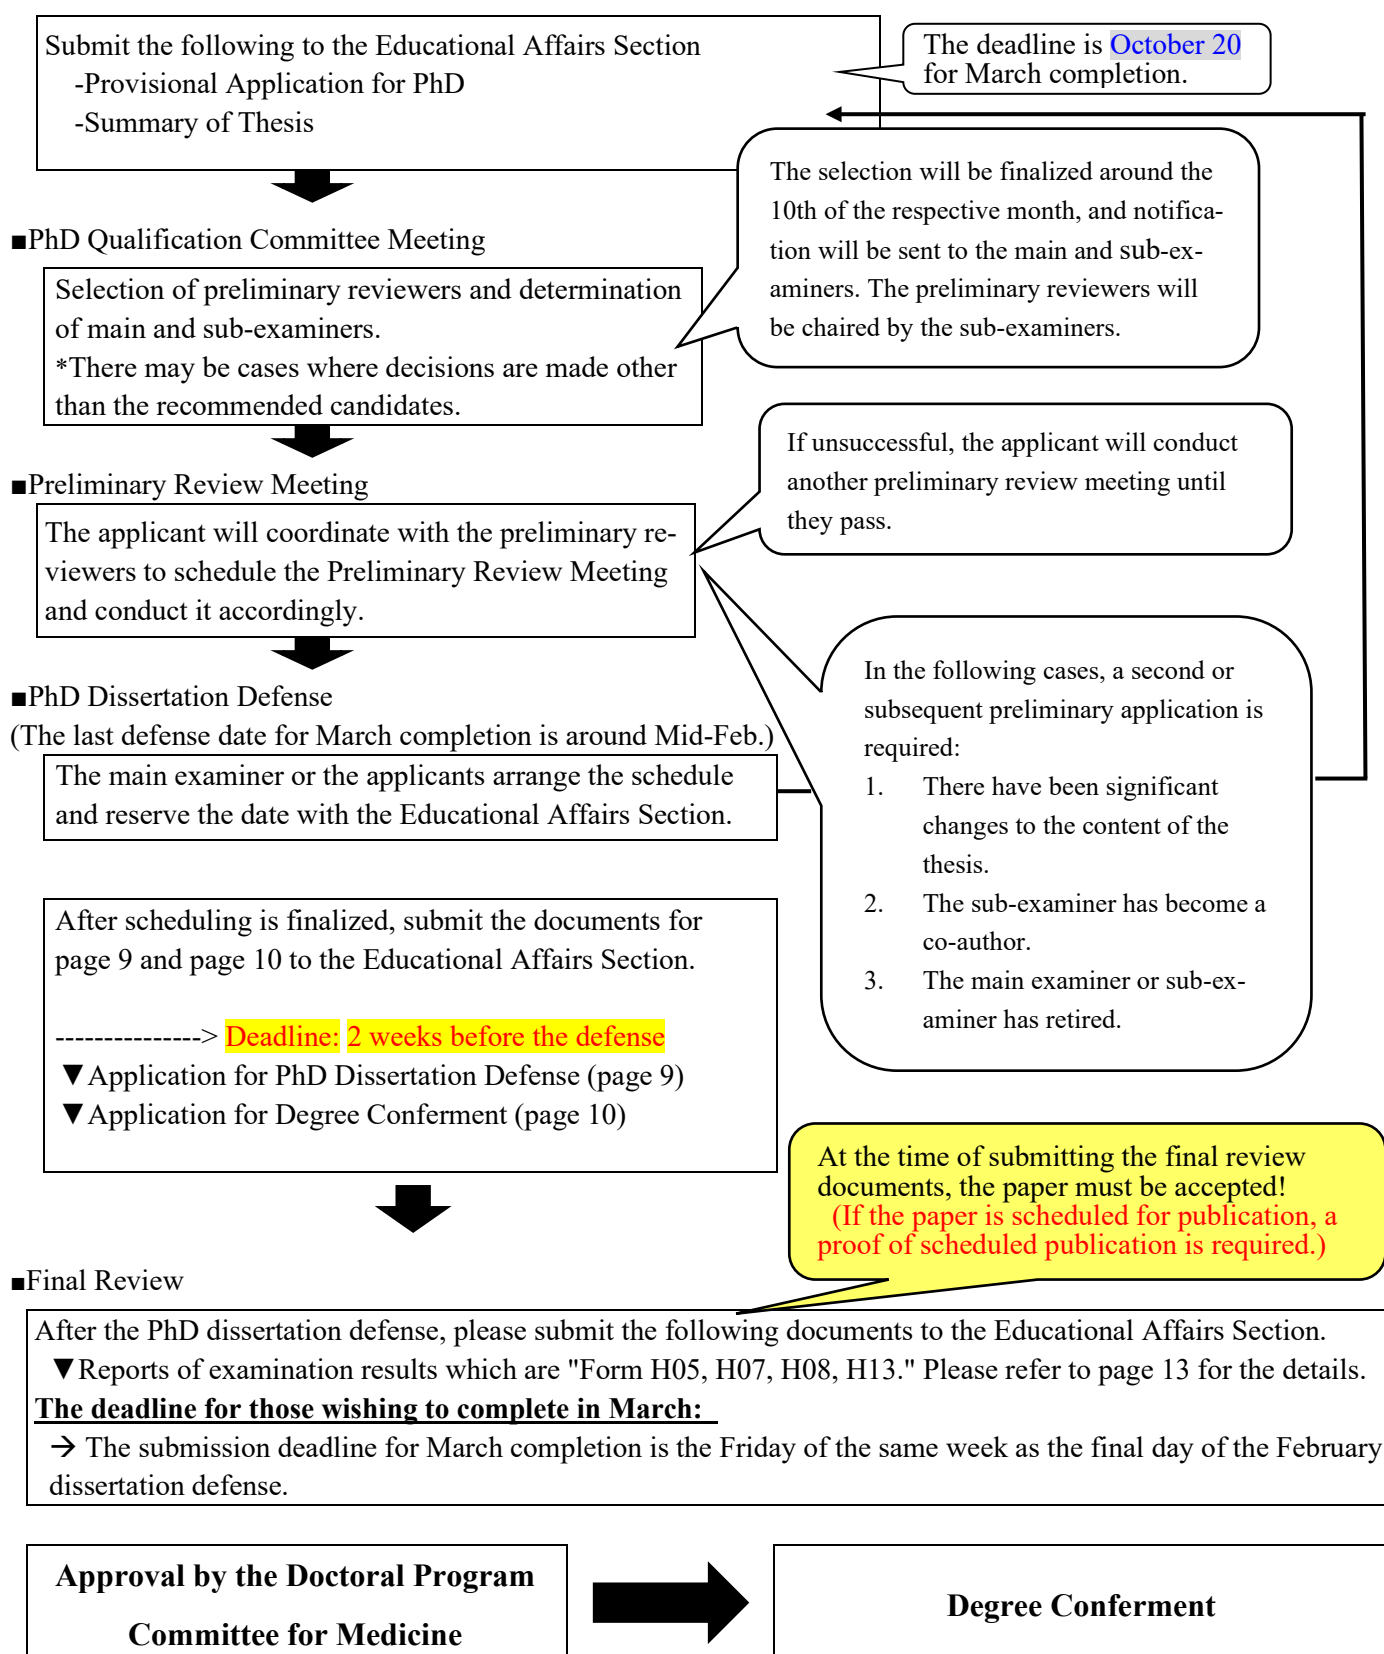 Submit the following to the Educational Affairs Section
-Provisional Application for PhD
-Summary of Thesis
The deadline is October 20
for March completion.
The selection will be finalized around the
10th of the respective month, and notifica-
tion will be sent to the main and sub-ex-
aminers. The preliminary reviewers will
be chaired by the sub-examiners.
■PhD Qualification Committee Meeting
Selection of preliminary reviewers and determination
of main and sub-examiners.
*There may be cases where decisions are made other
than the recommended candidates.
If unsuccessful, the applicant will conduct
another preliminary review meeting until
they pass.
■Preliminary Review Meeting
The applicant will coordinate with the preliminary re-
viewers to schedule the Preliminary Review Meeting
and conduct it accordingly.
In the following cases, a second or
subsequent preliminary application is
required:
1. There have been significant
changes to the content of the
thesis.
2. The sub-examiner has become a
co-author.
3. The main examiner or sub-ex-
aminer has retired.
■PhD Dissertation Defense
(The last defense date for March completion is around Mid-Feb.)
The main examiner or the applicants arrange the schedule
and reserve the date with the Educational Affairs Section.
After scheduling is finalized, submit the documents for
page 9 and page 10 to the Educational Affairs Section.
---------------> Deadline: 2 weeks before the defense
▼Application for PhD Dissertation Defense (page 9)
▼Application for Degree Conferment (page 10)
At the time of submitting the final review
documents, the paper must be accepted!
(If the paper is scheduled for publication, a
proof of scheduled publication is required.)
■Final Review
After the PhD dissertation defense, please submit the following documents to the Educational Affairs Section.
▼Reports of examination results which are "Form H05, H07, H08, H13." Please refer to page 13 for the details.
The deadline for those wishing to complete in March:
→ The submission deadline for March completion is the Friday of the same week as the final day of the February
dissertation defense.
Approval by the Doctoral Program
Committee for Medicine
Degree Conferment